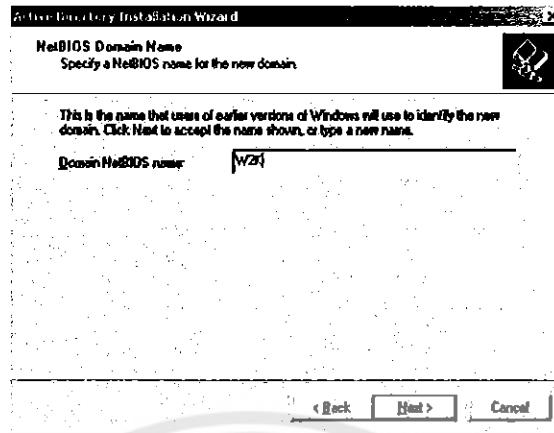 Active Directory Installation Wizard
NetBIOS Domain Name
Specify a NetBIOS name for the new domain.
This is the name that users of earlier versions of Windows will use to identify the new
domain. Click Next to accept the name shown, or type a new name.
Domain NetBIOS name: W2K
< Back Next > Cancel